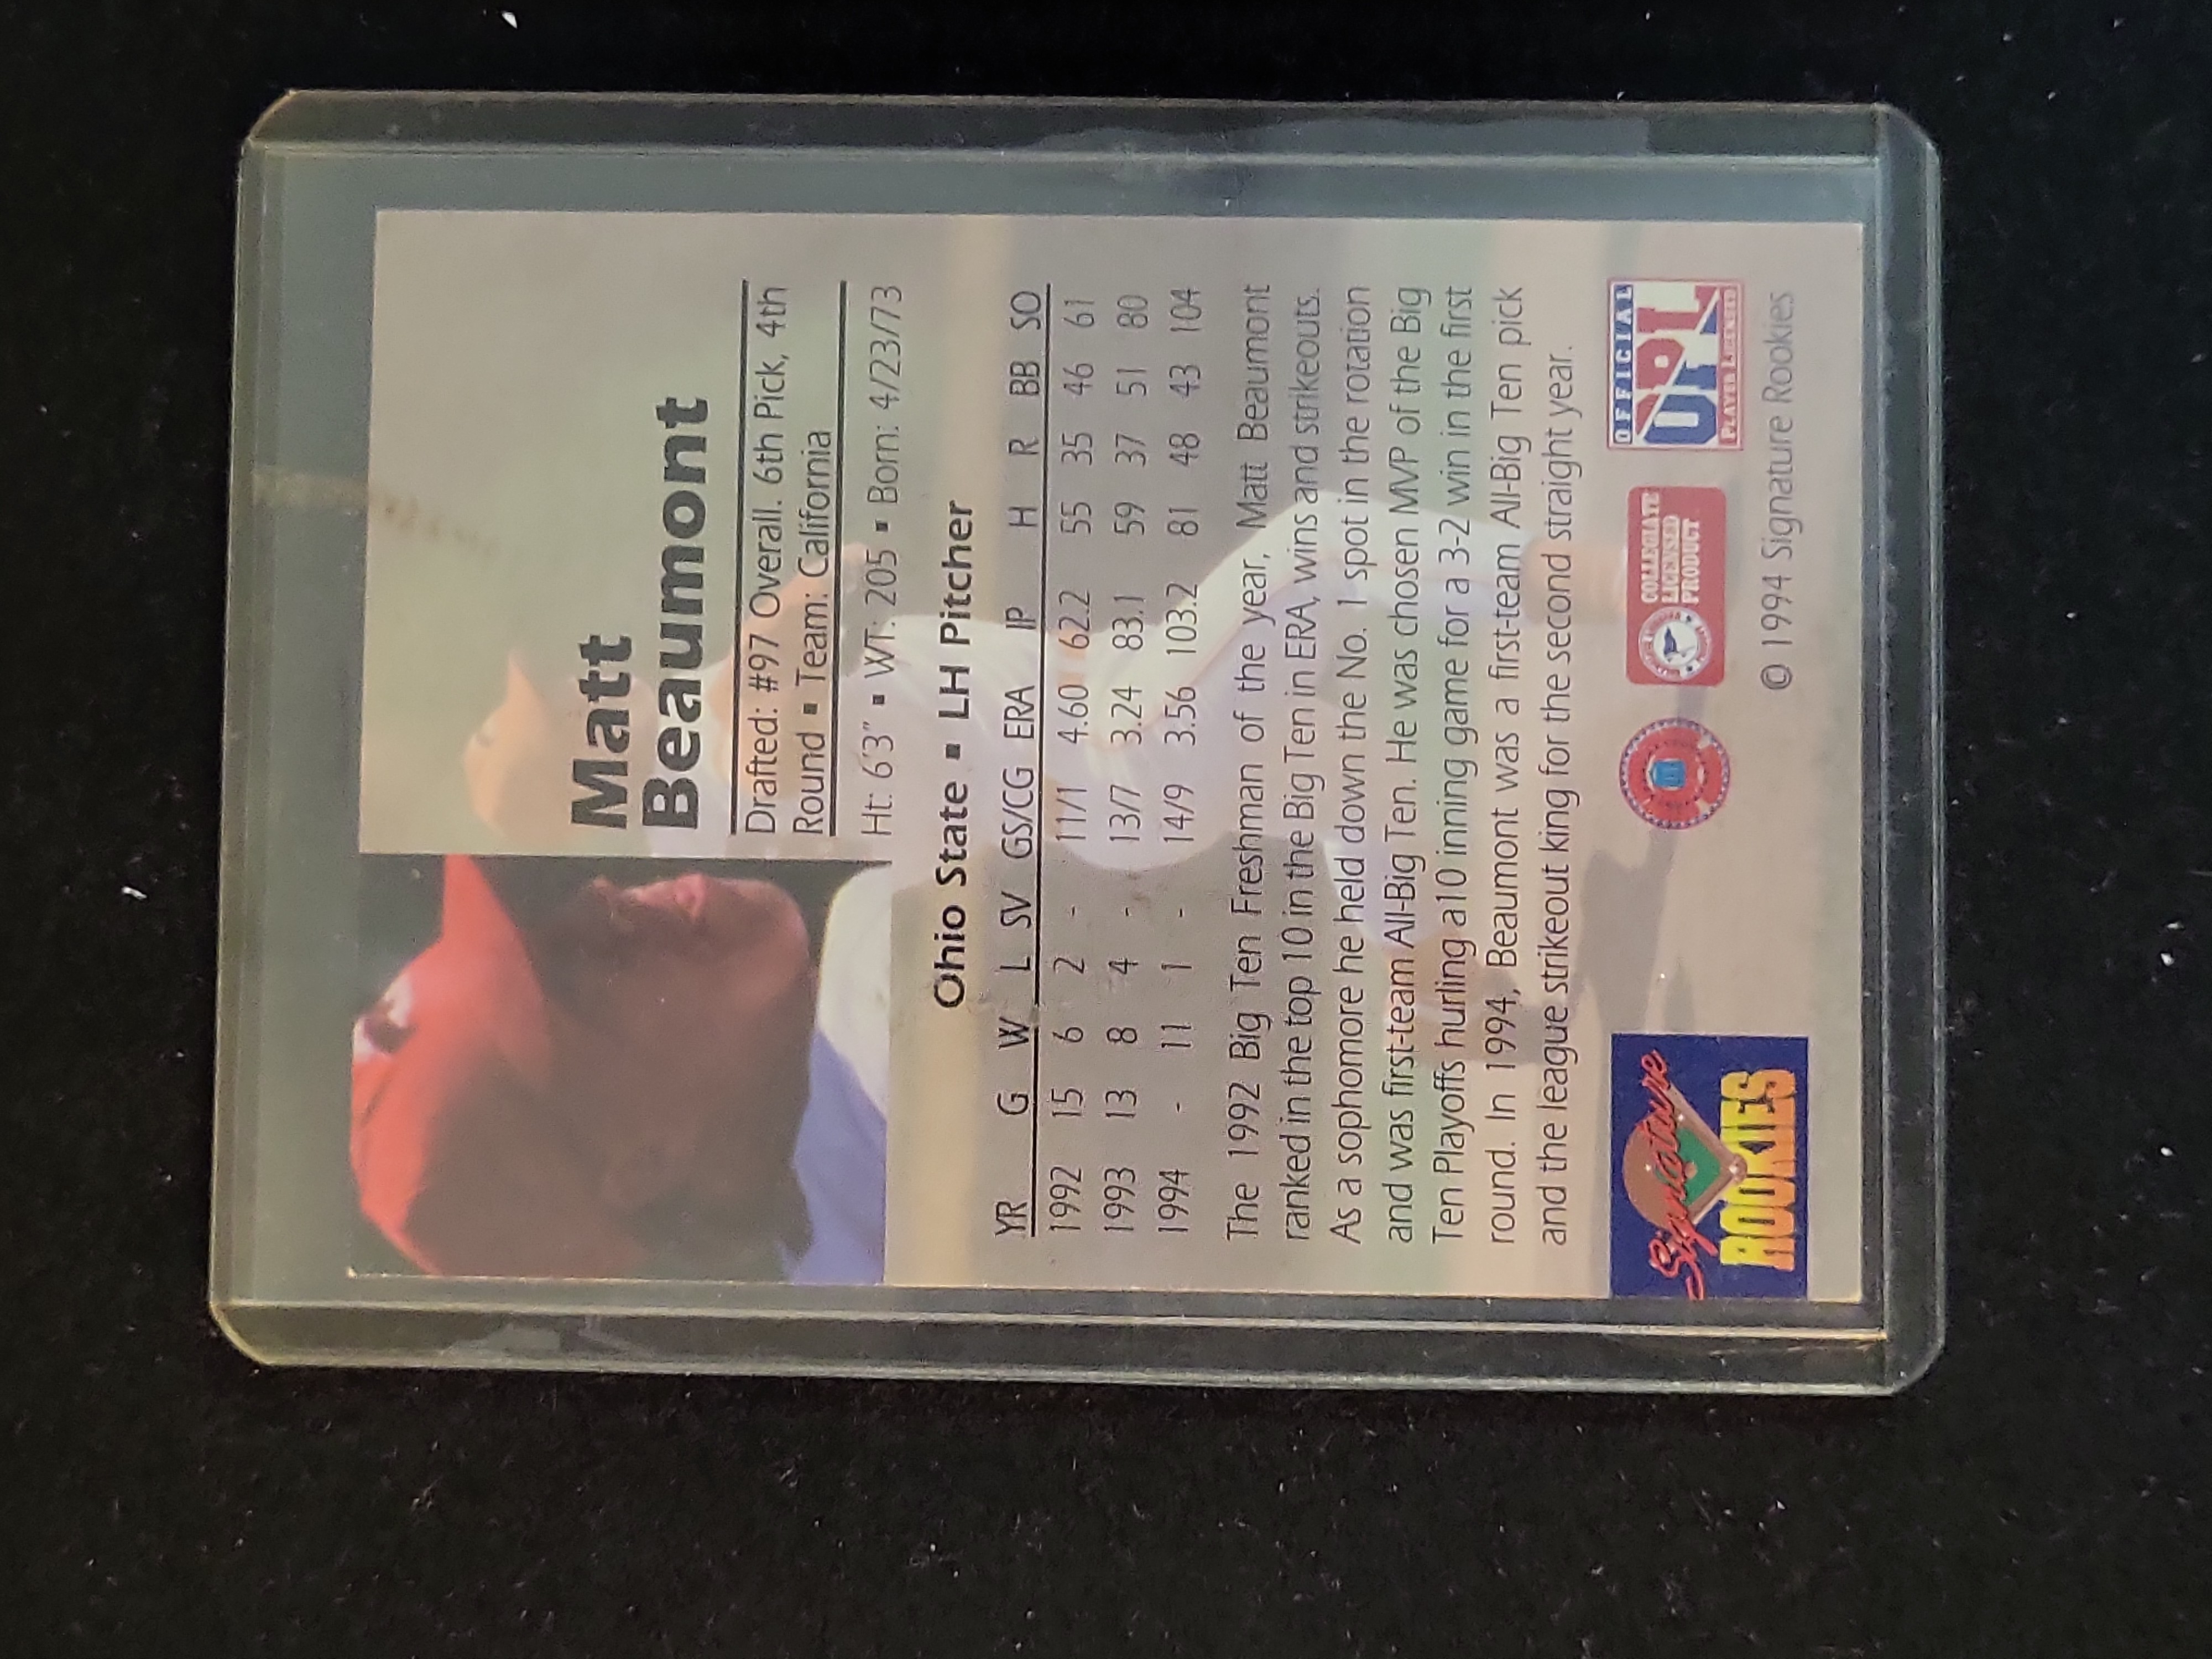 Matt
Beaumont
Drafted: #97 Overall. 6th Pick, 4th
Round ▪ Team: California
Ht: 6'3" ▪ WT: 205 ▪ Born: 4/23/73
Ohio State ▪ LH Pitcher
YR G W L SV GS/CG ERA IP H R BB SO
1992 15 6 2 - 11/1 4.60 62.2 55 35 46 61
1993 13 8 4 - 13/7 3.24 83.1 59 37 51 80
1994 - 11 1 - 14/9 3.56 103.2 81 48 43 104
The 1992 Big Ten Freshman of the year, Matt Beaumont
ranked in the top 10 in the Big Ten in ERA, wins and strikeouts.
As a sophomore he held down the No. 1 spot in the rotation
and was first-team All-Big Ten. He was chosen MVP of the Big
Ten Playoffs hurling a10 inning game for a 3-2 win in the first
round. In 1994, Beaumont was a first-team All-Big Ten pick
and the league strikeout king for the second straight year.
Signature
ROOKIES
COLLEGIATE
LICENSED
PRODUCT
OFFICIAL
OPL
PLAYER LICENSED
© 1994 Signature Rookies